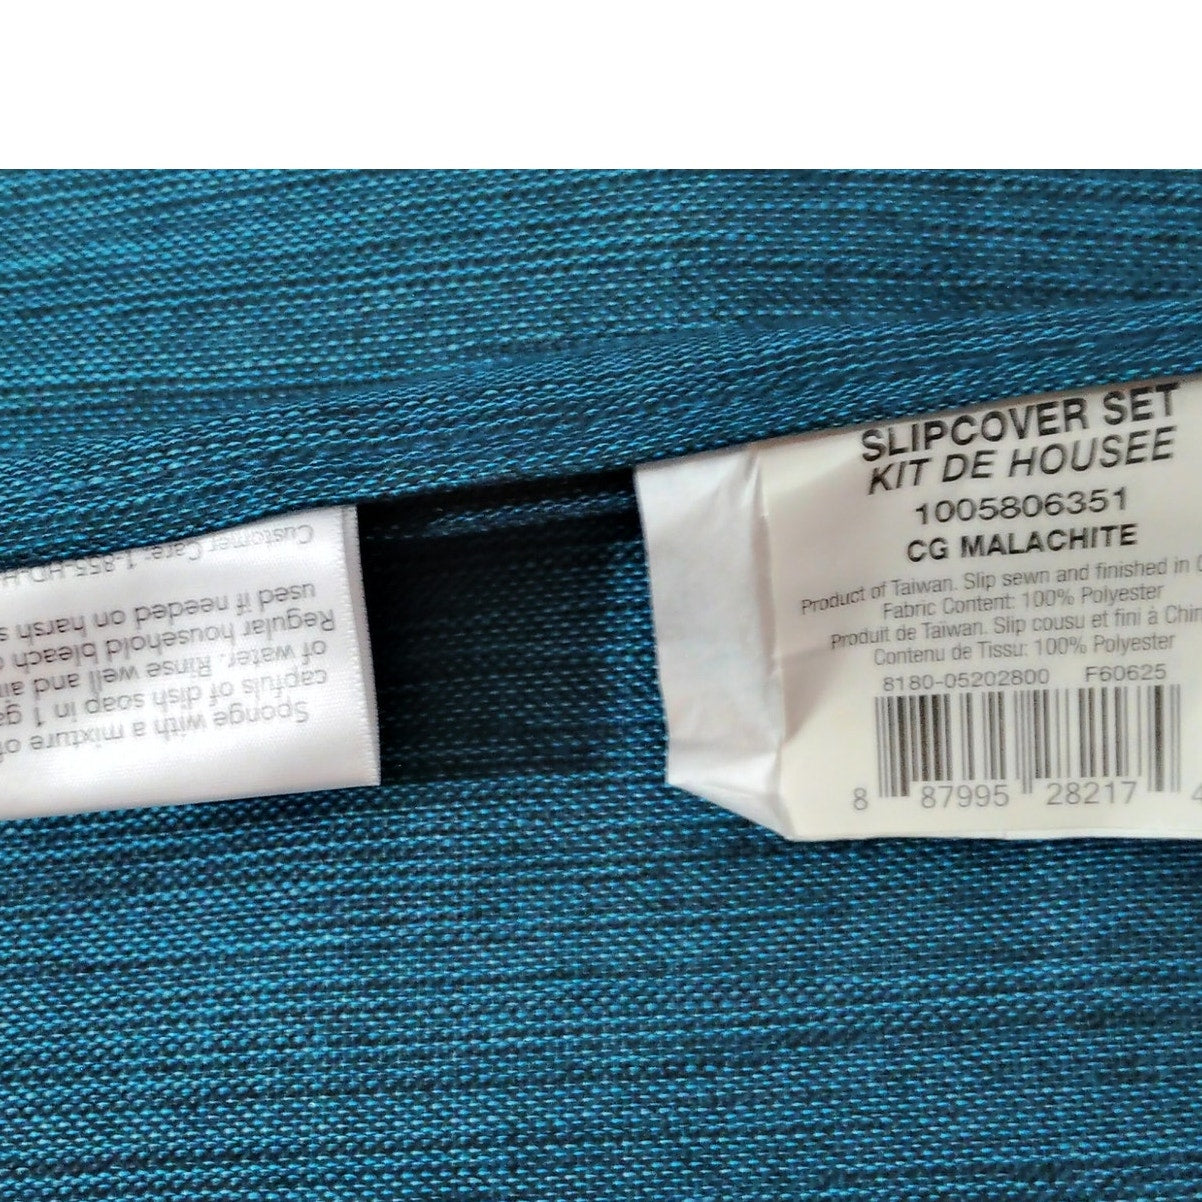 SLIPCOVER SET
KIT DE HOUSEE
1005806351
CG MALACHITE
Product of Taiwan. Slip sewn and finished in
Fabric Content: 100% Polyester
Produit de Taiwan. Slip cousu et fini à
Contenu de Tissu: 100% Polyester
8180-05202800 F60625
8 87995 28217
Sponge with a mixture
capfuls of dish soap in 1
of water. Rinse well and
Regular household bleach
used if needed on harsh
Customer Care: 1-855-HD-